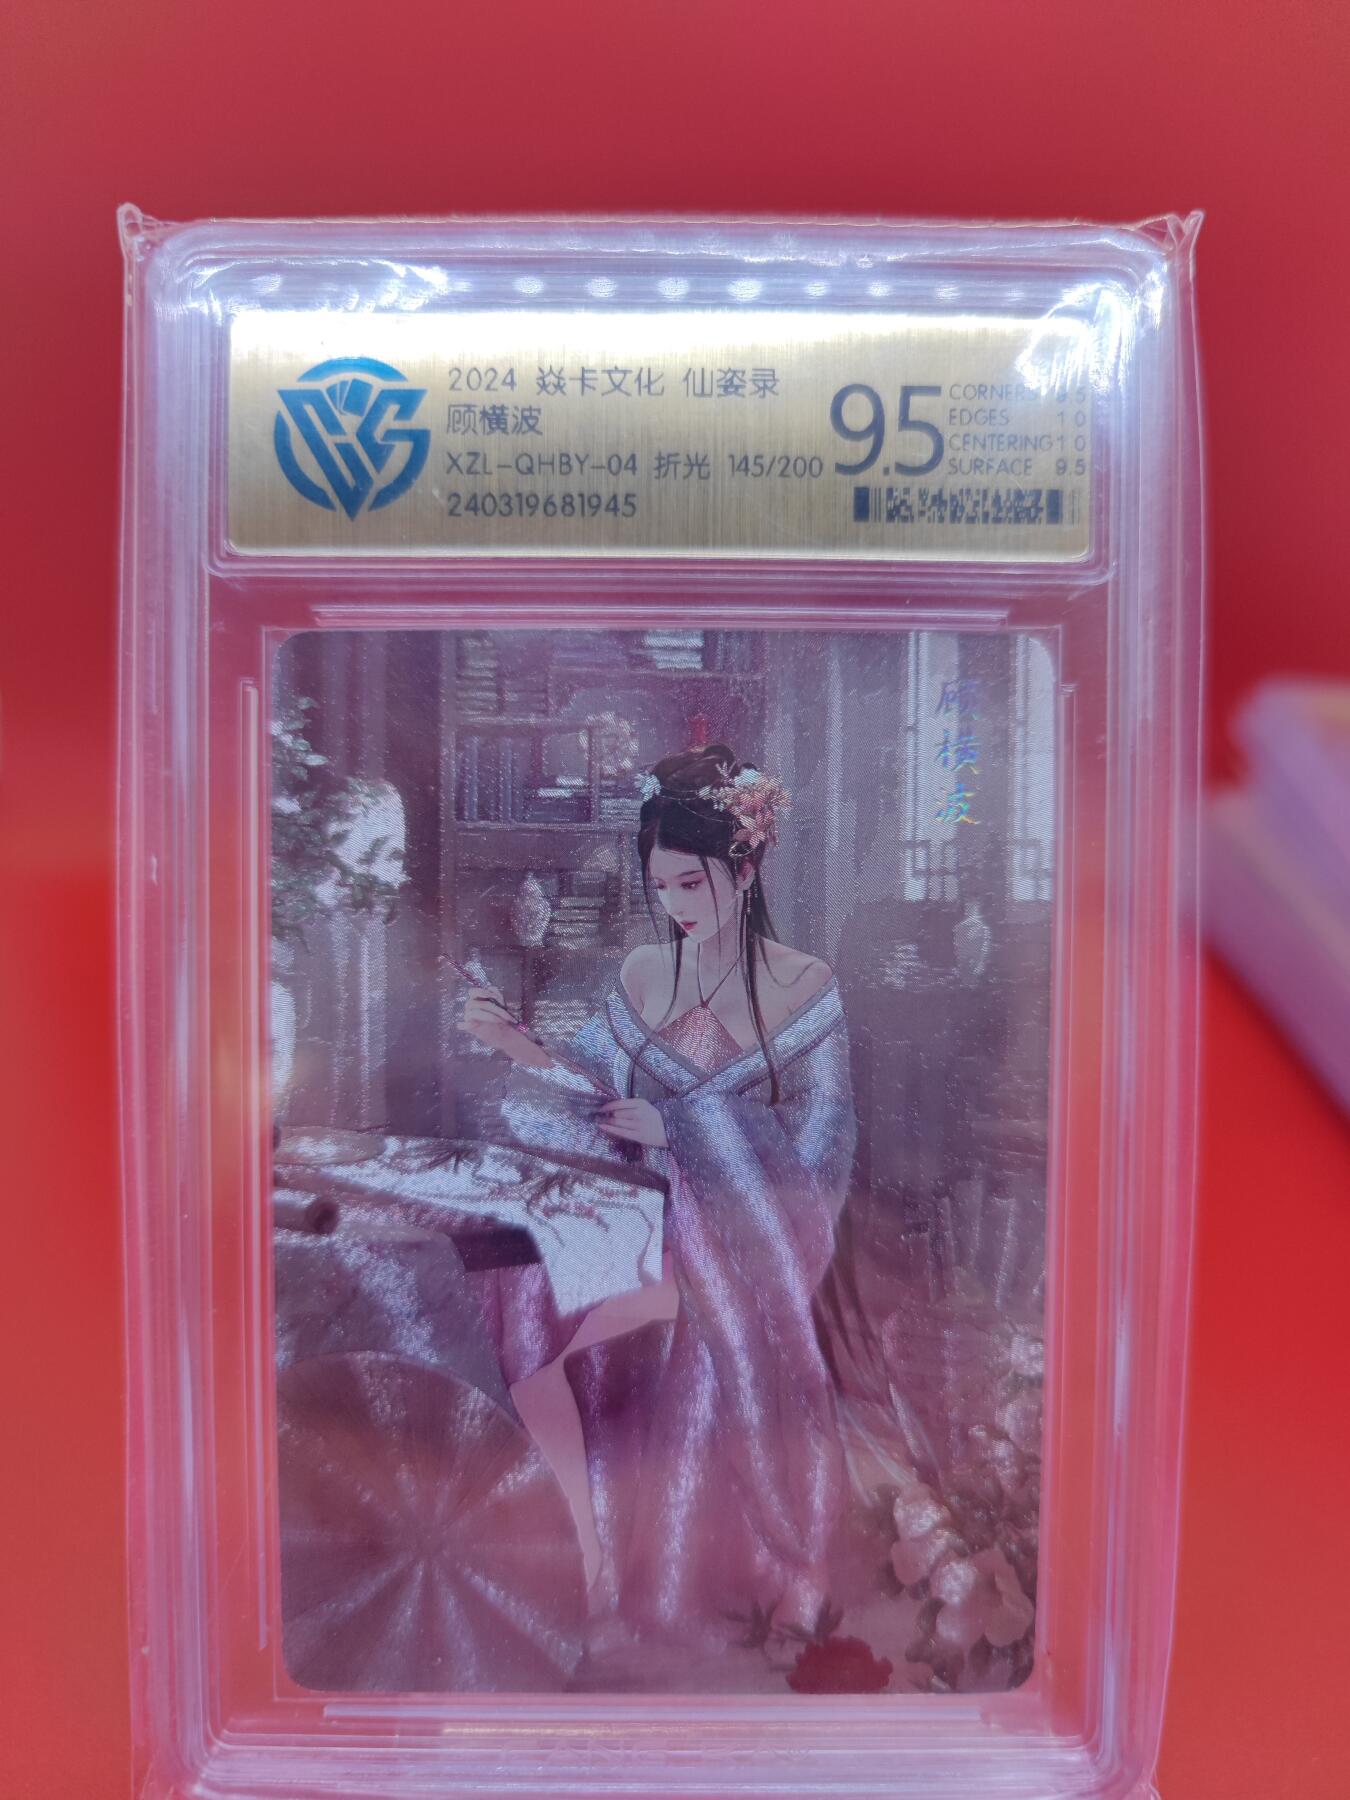 2024 焱卡文化 仙姿录
顾横波
XZL-QHBY-04 折光 145/200
240319681945
9.5
CORNERS 9.5
EDGES 10
CENTERING 10
SURFACE 9.5
顾横波